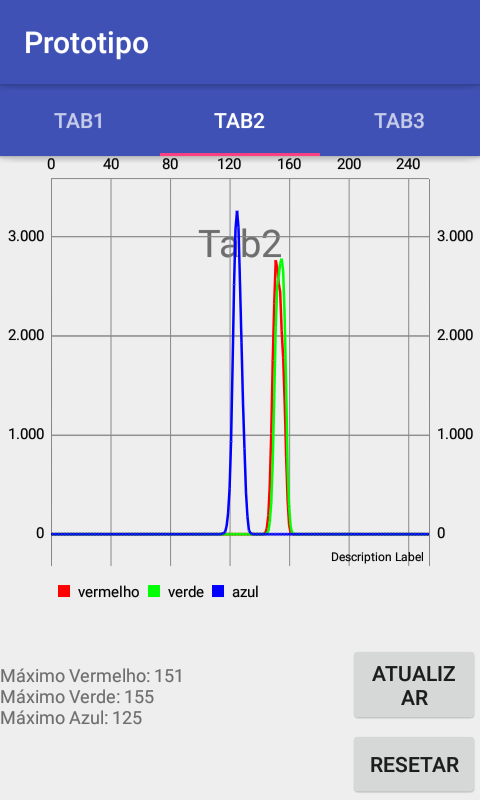 Prototipo
TAB1 TAB2 TAB3
0 40 80 120 160 200 240
Tab2
3.000 3.000
2.000 2.000
1.000 1.000
0 0
Description Label
vermelho verde azul
Máximo Vermelho: 151
Máximo Verde: 155
Máximo Azul: 125
ATUALIZ
AR
RESETAR